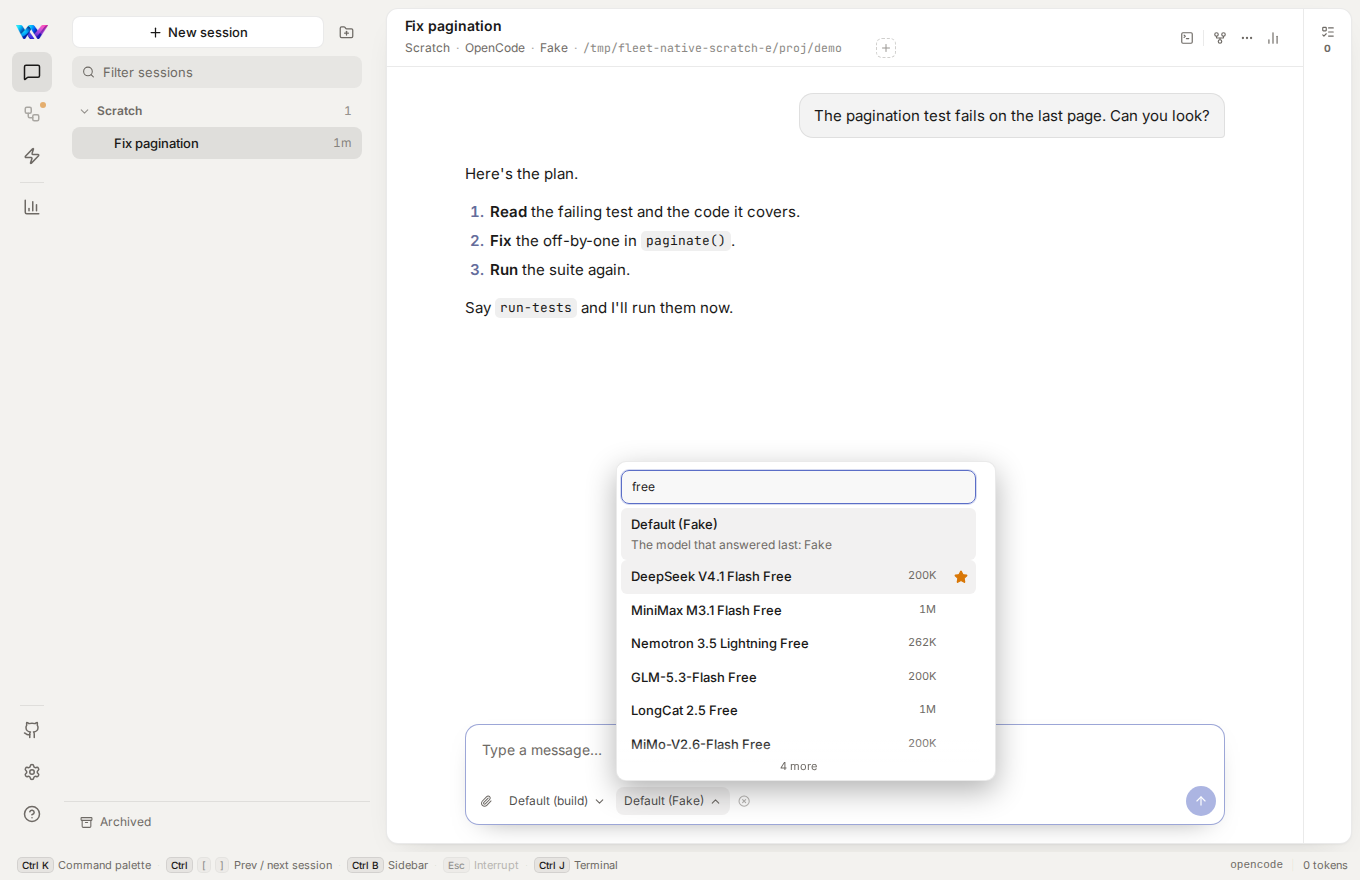 New session
Filter sessions
Scratch 1
Fix pagination 1m
Archived
Fix pagination
Scratch · OpenCode · Fake · /tmp/fleet-native-scratch-e/proj/demo
0
The pagination test fails on the last page. Can you look?
Here's the plan.
1. Read the failing test and the code it covers.
2. Fix the off-by-one in paginate().
3. Run the suite again.
Say run-tests and I'll run them now.
free
Default (Fake)
The model that answered last: Fake
DeepSeek V4.1 Flash Free 200K
MiniMax M3.1 Flash Free 1M
Nemotron 3.5 Lightning Free 262K
GLM-5.3-Flash Free 200K
LongCat 2.5 Free 1M
MiMo-V2.6-Flash Free 200K
4 more
Type a message...
Default (build) Default (Fake)
Ctrl K Command palette Ctrl [ ] Prev / next session Ctrl B Sidebar Esc Interrupt Ctrl J Terminal opencode 0 tokens